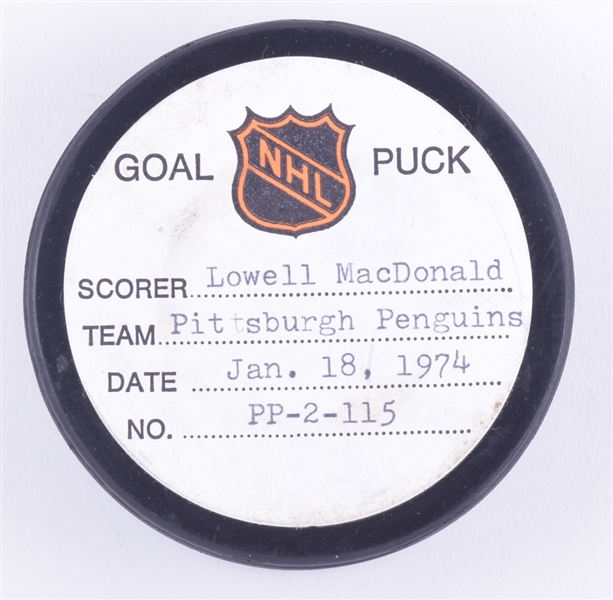 GOAL NHL PUCK
SCORER Lowell MacDonald
TEAM Pittsburgh Penguins
DATE Jan. 18, 1974
NO. PP-2-115